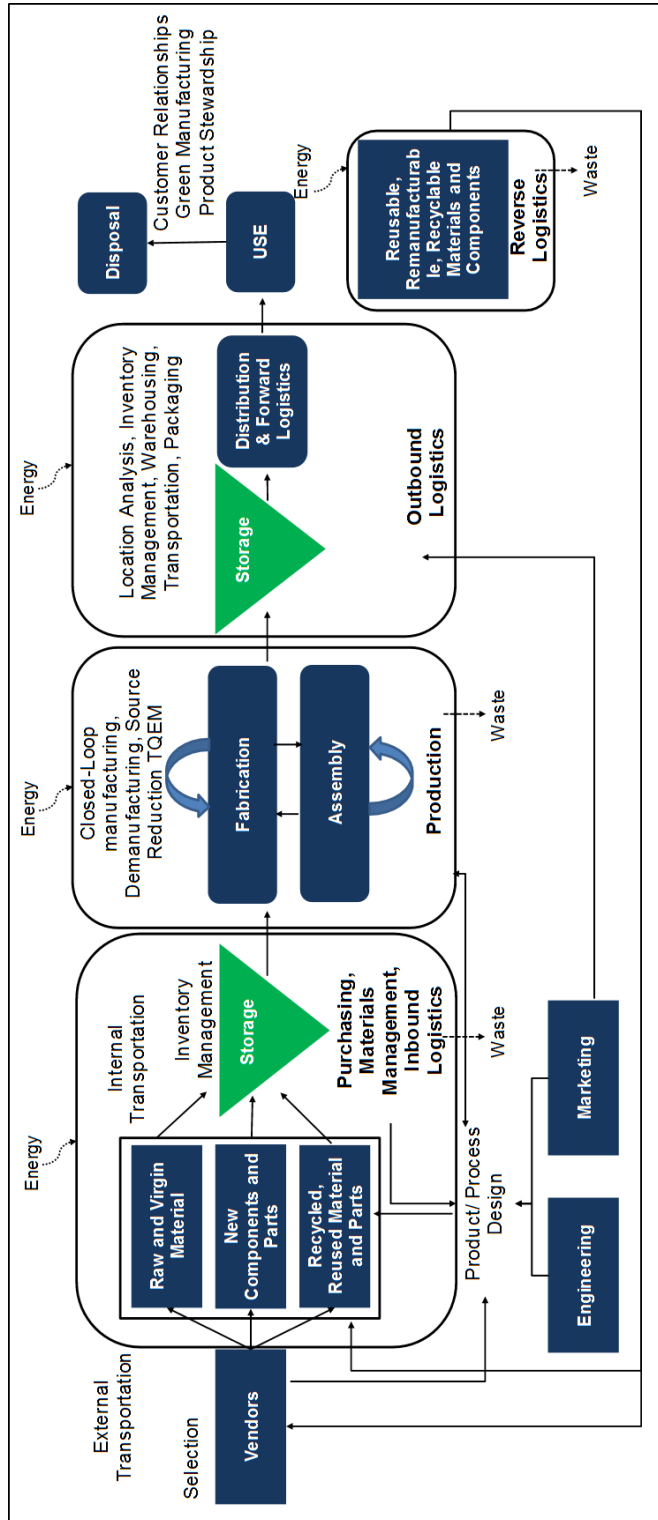 External
Transportation
Selection
Vendors
Energy
Internal
Transportation
Raw and Virgin
Material
New
Components and
Parts
Recycled,
Reused Material
and Parts
Inventory
Management
Storage
Purchasing,
Materials
Management,
Inbound
Logistics
Waste
Product/ Process
Design
Engineering
Marketing
Energy
Closed-Loop
manufacturing,
Demanufacturing, Source
Reduction TQEM
Fabrication
Assembly
Production
Waste
Energy
Location Analysis, Inventory
Management, Warehousing,
Transportation, Packaging
Storage
Distribution
& Forward
Logistics
Outbound
Logistics
Disposal
Customer Relationships
Green Manufacturing
Product Stewardship
USE
Energy
Reusable,
Remanufacturab
le, Recyclable
Materials and
Components
Reverse
Logistics
Waste